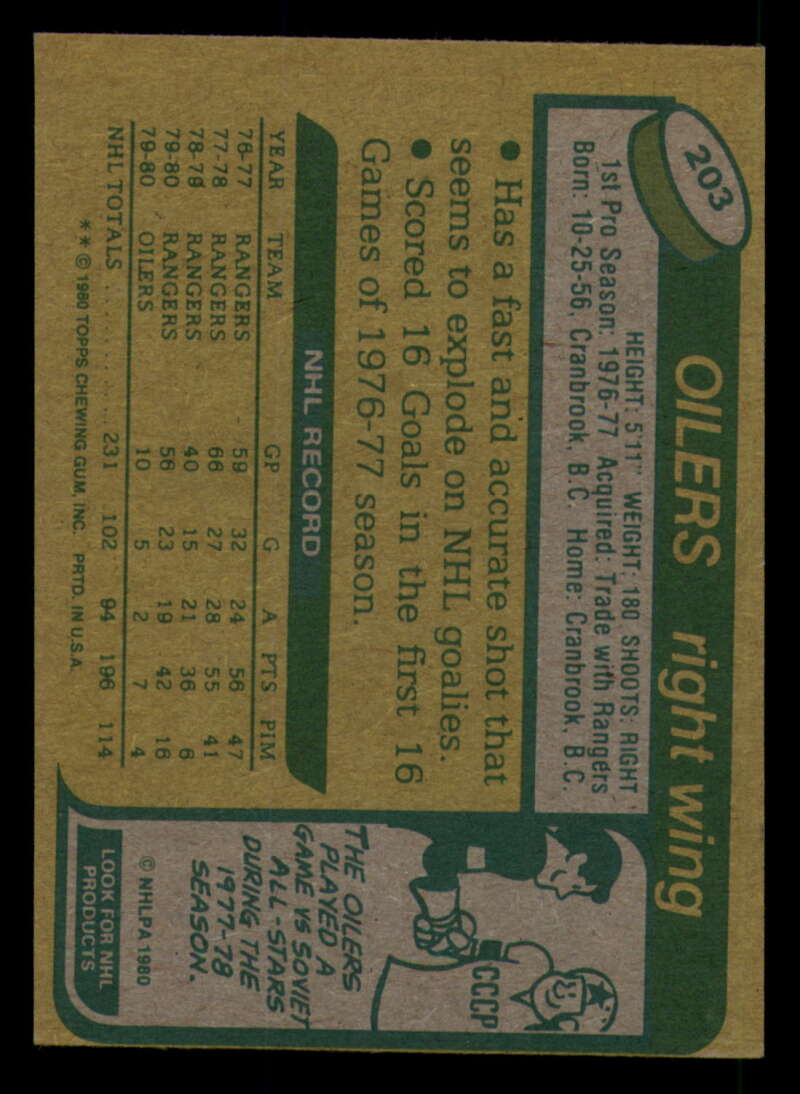 203
OILERS right wing
HEIGHT: 5'11" WEIGHT: 180 SHOOTS: RIGHT
1st Pro Season: 1976-77 Acquired: Trade with Rangers
Born: 10-25-56, Cranbrook, B.C. Home: Cranbrook, B.C.
● Has a fast and accurate shot that
seems to explode on NHL goalies.
● Scored 16 Goals in the first 16
Games of 1976-77 season.
NHL RECORD
YEAR TEAM GP G A PTS PIM
76-77 RANGERS 59 32 24 56 47
77-78 RANGERS 66 27 28 55 41
78-79 RANGERS 40 15 21 36 6
79-80 RANGERS 56 23 19 42 16
79-80 OILERS 10 5 2 7 4
NHL TOTALS .......... 231 102 94 196 114
**© 1980 TOPPS CHEWING GUM, INC. PRTD. IN U.S.A.
CCCP
THE OILERS
PLAYED A
GAME VS SOVIET
ALL-STARS
DURING THE
1977-78
SEASON.
© NHLPA 1980
LOOK FOR NHL
PRODUCTS